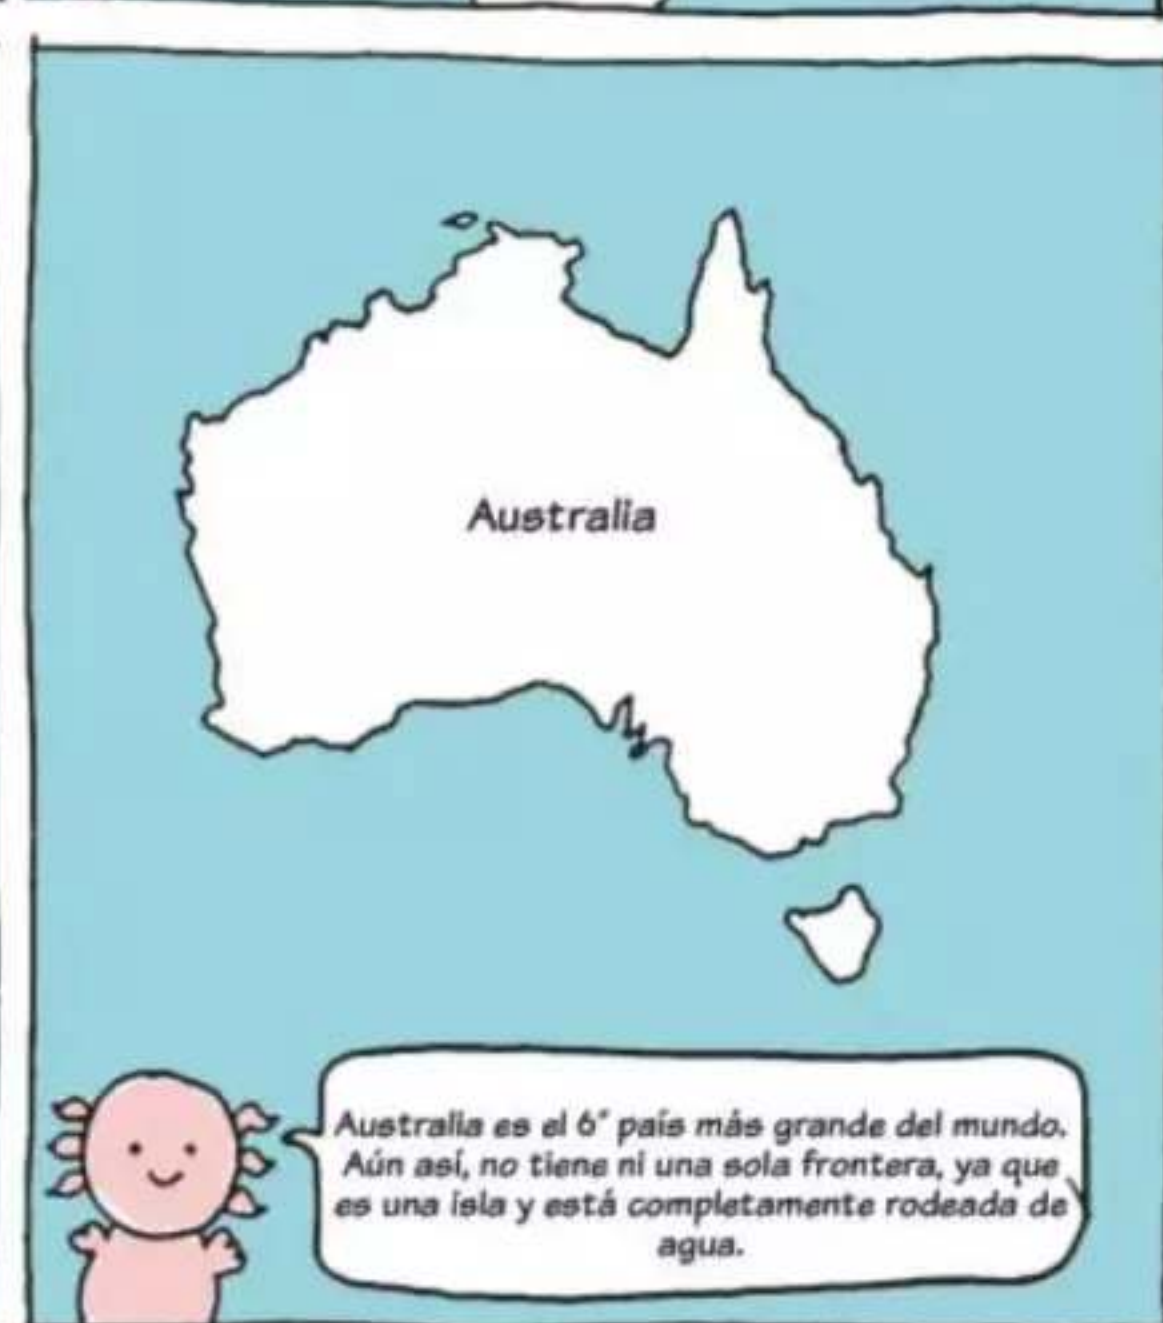 Australia
Australia es el 6° país más grande del mundo.
Aún así, no tiene ni una sola frontera, ya que
es una isla y está completamente rodeada de
agua.